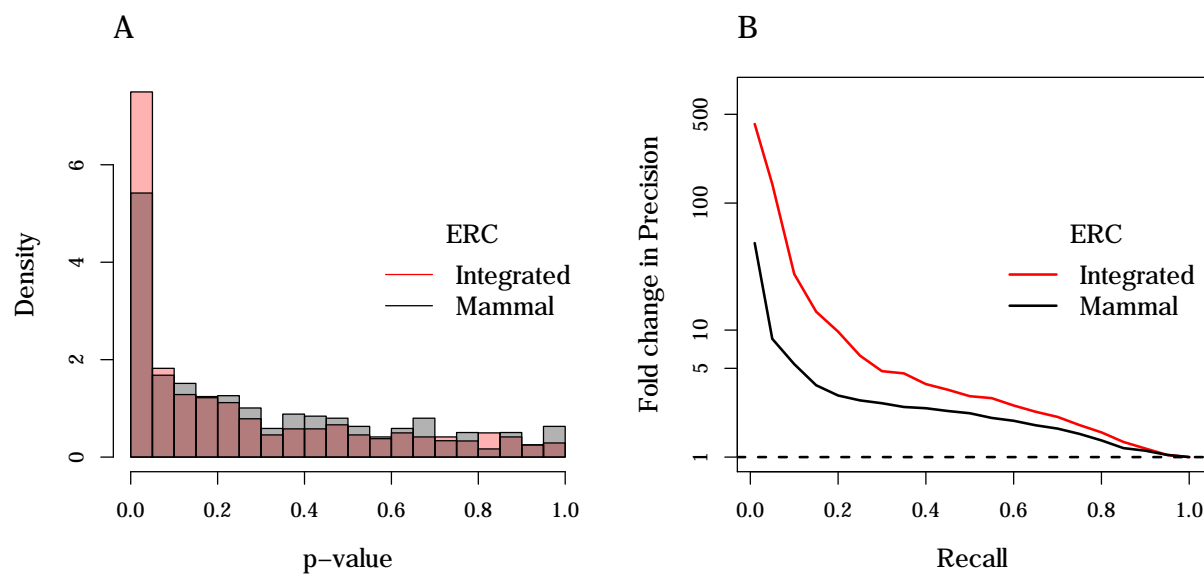 A
Density
0
2
4
6
ERC
Integrated
Mammal
0.0 0.2 0.4 0.6 0.8 1.0
p−value
B
Fold change in Precision
1
5
10
100
500
ERC
Integrated
Mammal
0.0 0.2 0.4 0.6 0.8 1.0
Recall